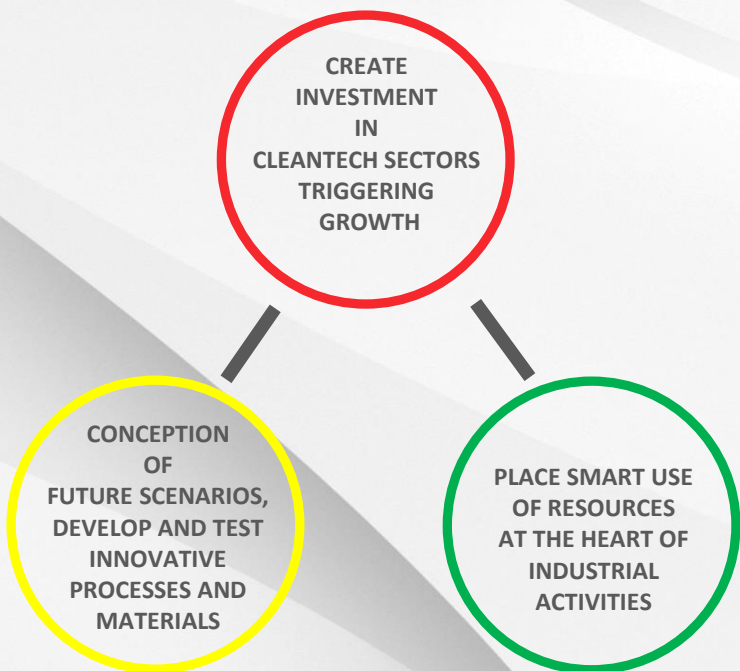 CREATE
INVESTMENT
IN
CLEANTECH SECTORS
TRIGGERING
GROWTH
CONCEPTION
OF
FUTURE SCENARIOS,
DEVELOP AND TEST
INNOVATIVE
PROCESSES AND
MATERIALS
PLACE SMART USE
OF RESOURCES
AT THE HEART OF
INDUSTRIAL
ACTIVITIES